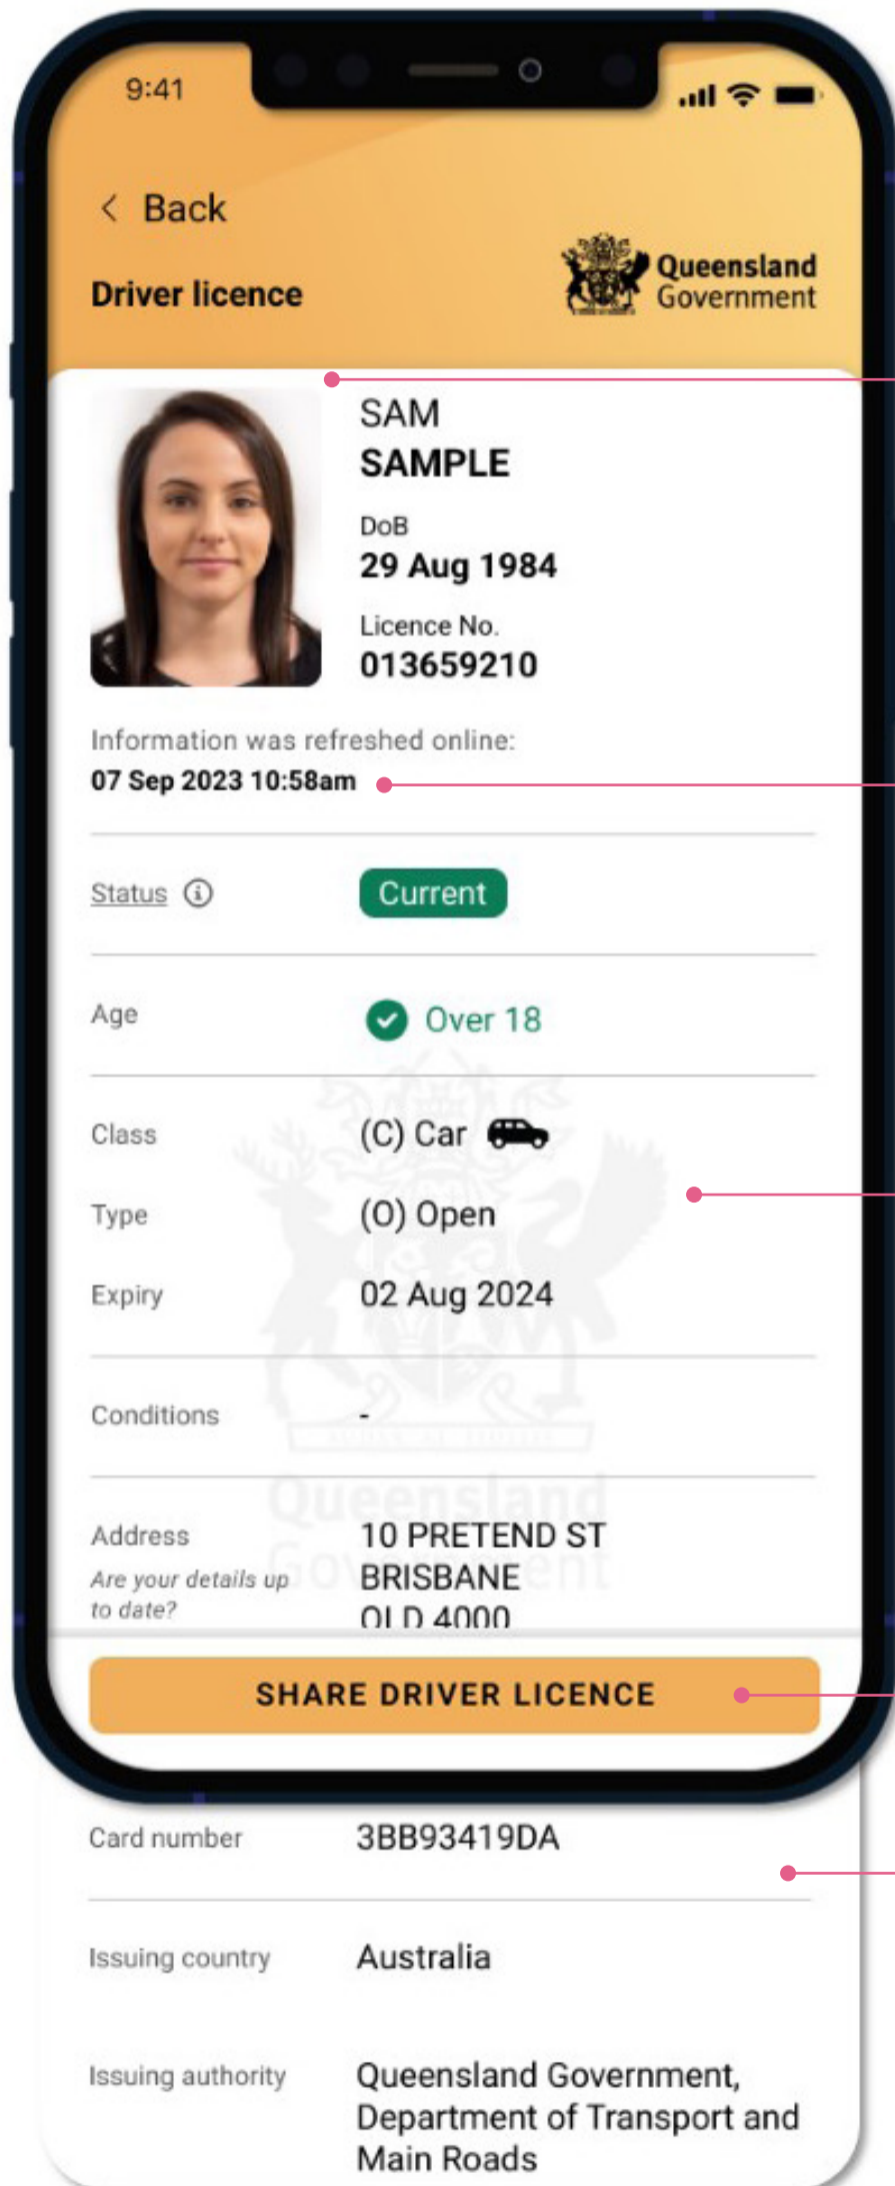 9:41
Back
Driver licence
Queensland
Government
SAM
SAMPLE
DoB
29 Aug 1984
Licence No.
013659210
Information was refreshed online:
07 Sep 2023 10:58am
Status
Current
Age
Over 18
Class
(C) Car
Type
(O) Open
Expiry
02 Aug 2024
Conditions
-
Queensland
Government
Address
10 PRETEND ST
Are your details up
to date?
BRISBANE
QLD 4000
SHARE DRIVER LICENCE
Card number
3BB93419DA
Issuing country
Australia
Issuing authority
Queensland Government,
Department of Transport and
Main Roads